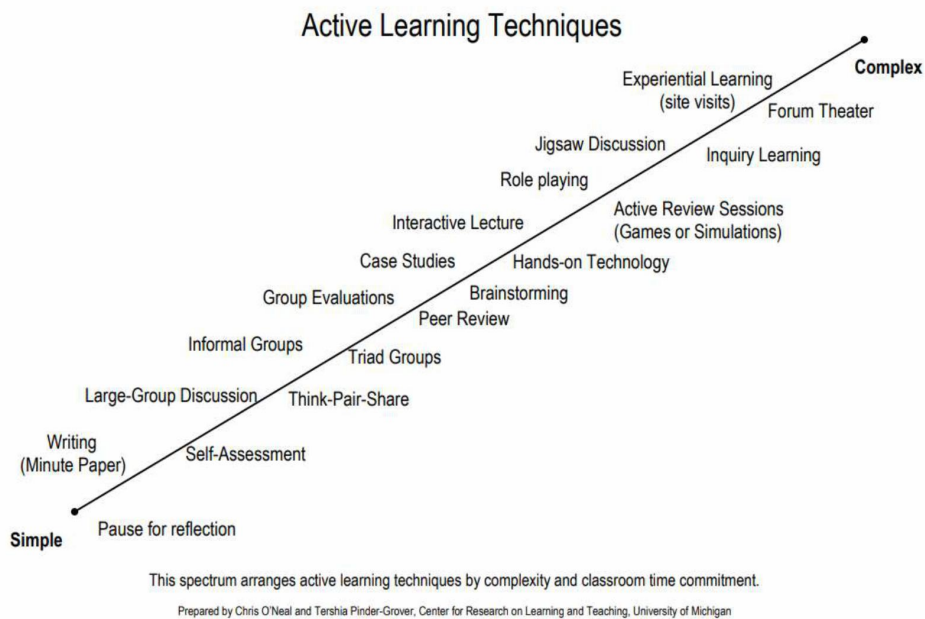 Active Learning Techniques
Complex
Experiential Learning
(site visits)
Forum Theater
Jigsaw Discussion
Inquiry Learning
Role playing
Active Review Sessions
(Games or Simulations)
Interactive Lecture
Case Studies
Hands-on Technology
Group Evaluations
Brainstorming
Peer Review
Informal Groups
Triad Groups
Large-Group Discussion
Think-Pair-Share
Writing
(Minute Paper)
Self-Assessment
Pause for reflection
Simple
This spectrum arranges active learning techniques by complexity and classroom time commitment.
Prepared by Chris O'Neal and Tershia Pinder-Grover, Center for Research on Learning and Teaching, University of Michigan